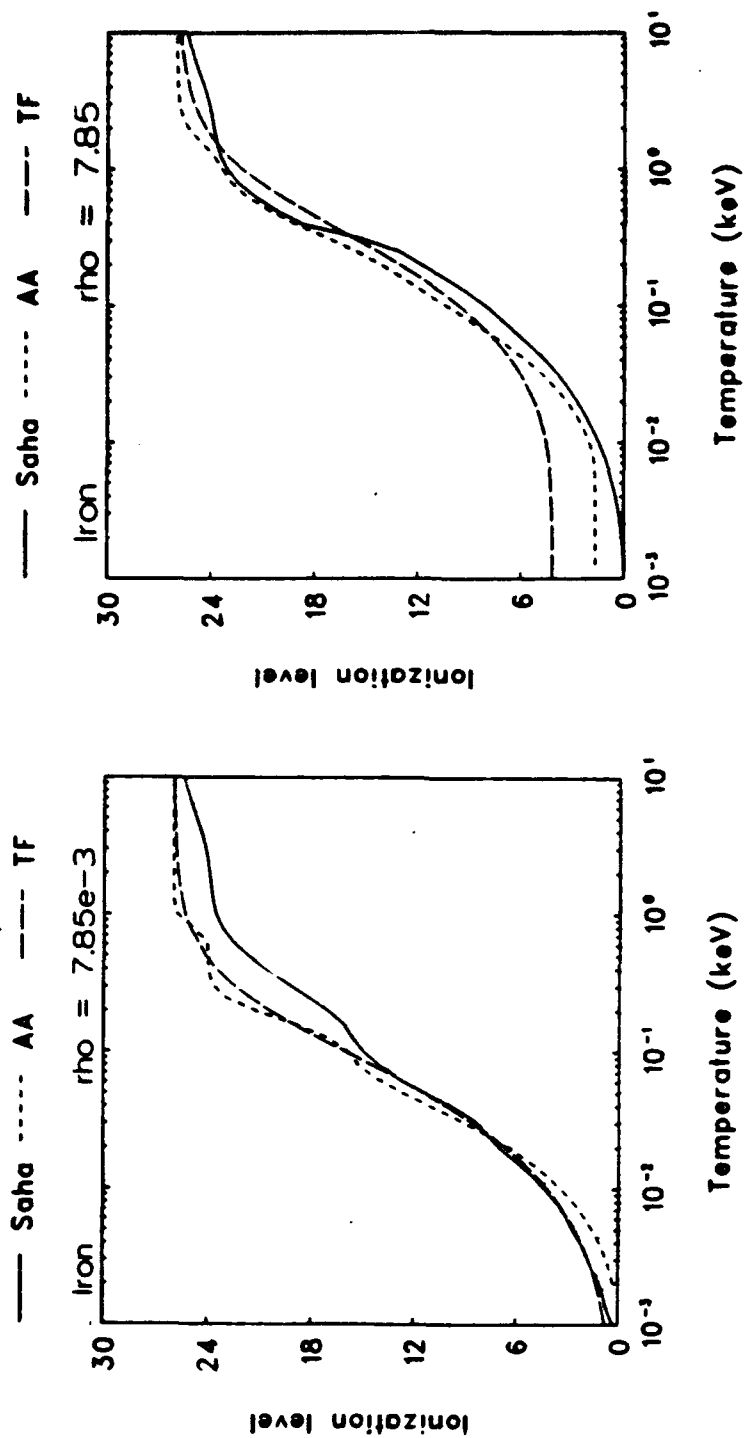 —— Saha ----- AA —–- TF
Iron rho = 7.85e-3
Ionization level
30
24
18
12
6
0
10⁻³ 10⁻² 10⁻¹ 10⁰ 10¹
Temperature (keV)
—— Saha ----- AA —–- TF
Iron rho = 7.85
Ionization level
30
24
18
12
6
0
10⁻³ 10⁻² 10⁻¹ 10⁰ 10¹
Temperature (keV)